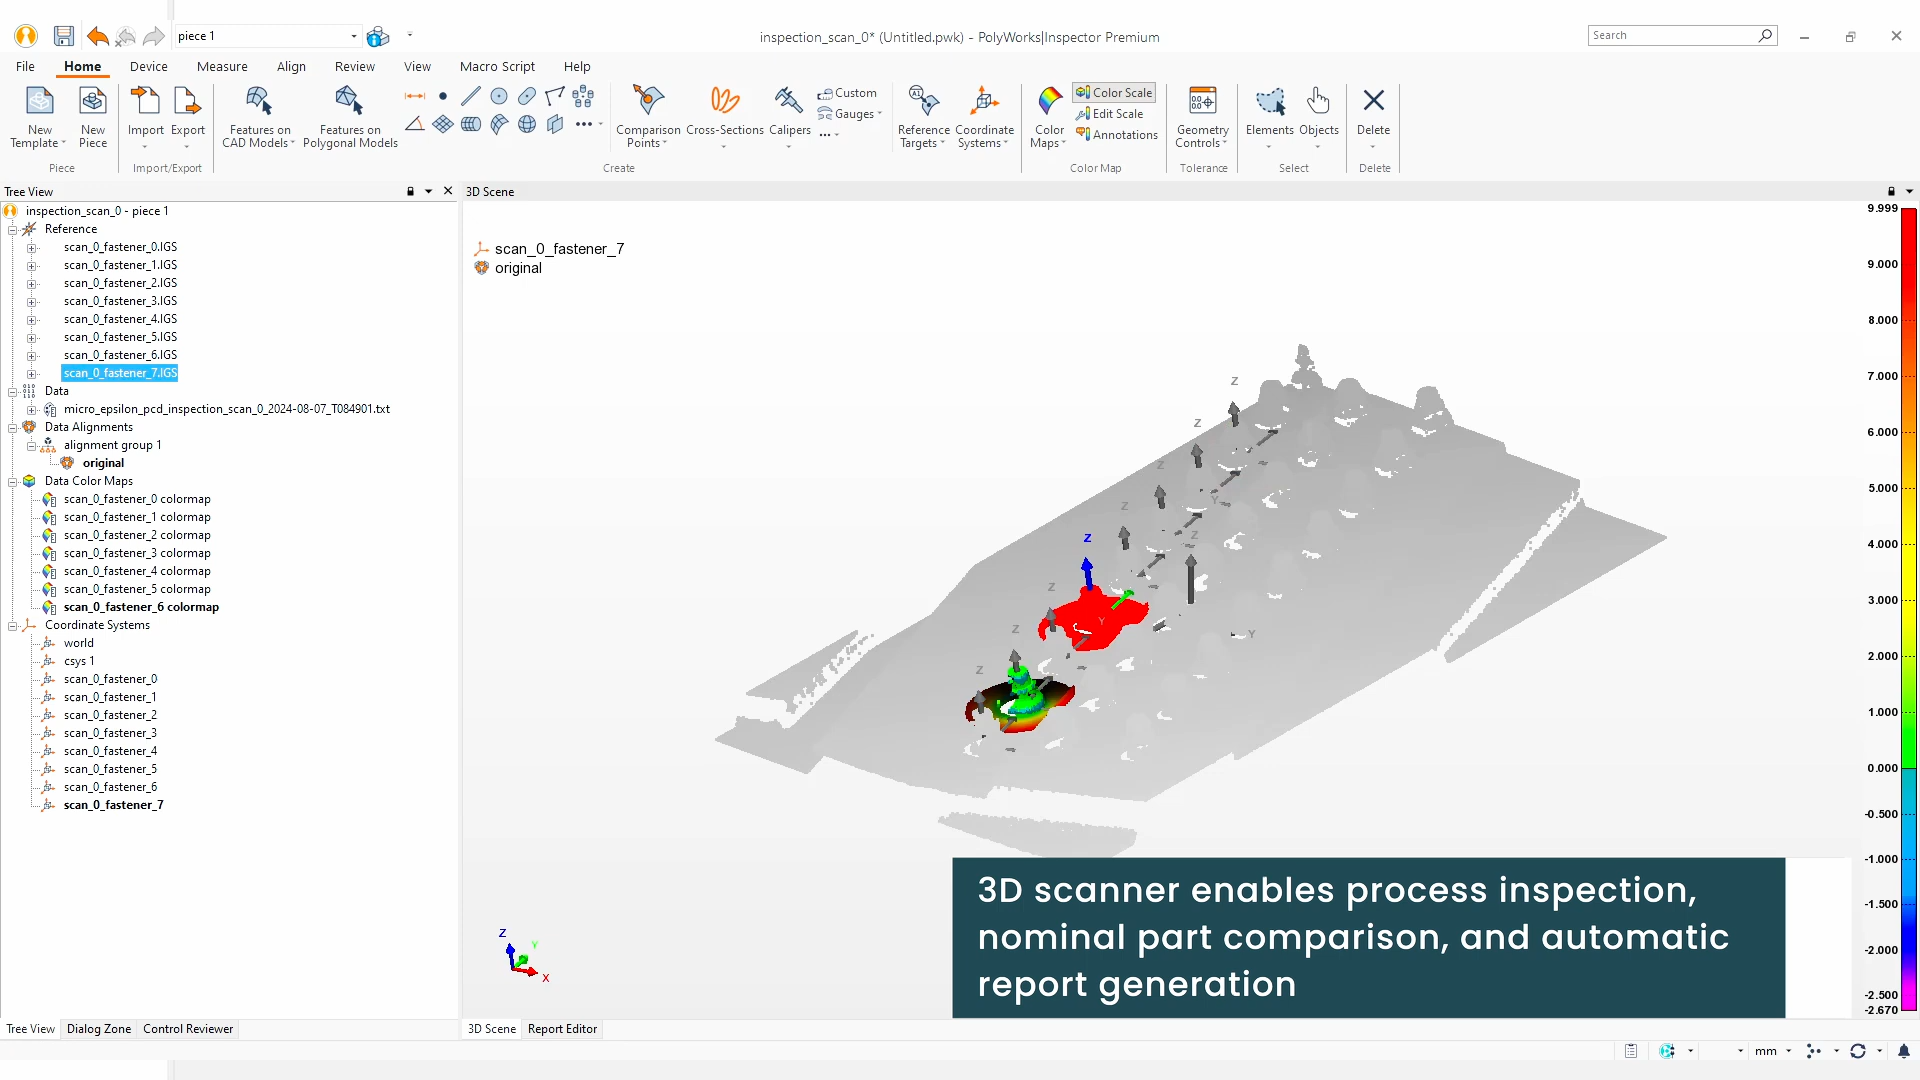 piece 1
inspection_scan_0* (Untitled.pwk) - PolyWorks|Inspector Premium
Search
File Home Device Measure Align Review View Macro Script Help
New Template
New Piece
Piece
Import
Export
Import/Export
Features on CAD Models
Features on Polygonal Models
Comparison Points
Cross-Sections
Calipers
Custom
Gauges
Create
Reference Targets
Coordinate Systems
Color Maps
Color Scale
Edit Scale
Annotations
Color Map
Geometry Controls
Tolerance
Elements
Objects
Select
Delete
Delete
Tree View
inspection_scan_0 - piece 1
Reference
scan_0_fastener_0.IGS
scan_0_fastener_1.IGS
scan_0_fastener_2.IGS
scan_0_fastener_3.IGS
scan_0_fastener_4.IGS
scan_0_fastener_5.IGS
scan_0_fastener_6.IGS
scan_0_fastener_7.IGS
Data
micro_epsilon_pcd_inspection_scan_0_2024-08-07_T084901.txt
Data Alignments
alignment group 1
original
Data Color Maps
scan_0_fastener_0 colormap
scan_0_fastener_1 colormap
scan_0_fastener_2 colormap
scan_0_fastener_3 colormap
scan_0_fastener_4 colormap
scan_0_fastener_5 colormap
scan_0_fastener_6 colormap
Coordinate Systems
world
csys 1
scan_0_fastener_0
scan_0_fastener_1
scan_0_fastener_2
scan_0_fastener_3
scan_0_fastener_4
scan_0_fastener_5
scan_0_fastener_6
scan_0_fastener_7
Tree View Dialog Zone Control Reviewer
3D Scene
scan_0_fastener_7
original
Z
Z
Z
Z
Z
Z
Z
Z
Z
Y
Y
Y
Z
Y
X
9.999
9.000
8.000
7.000
6.000
5.000
4.000
3.000
2.000
1.000
0.000
-0.500
-1.000
-1.500
-2.000
-2.500
-2.670
3D scanner enables process inspection,
nominal part comparison, and automatic
report generation
3D Scene Report Editor
mm